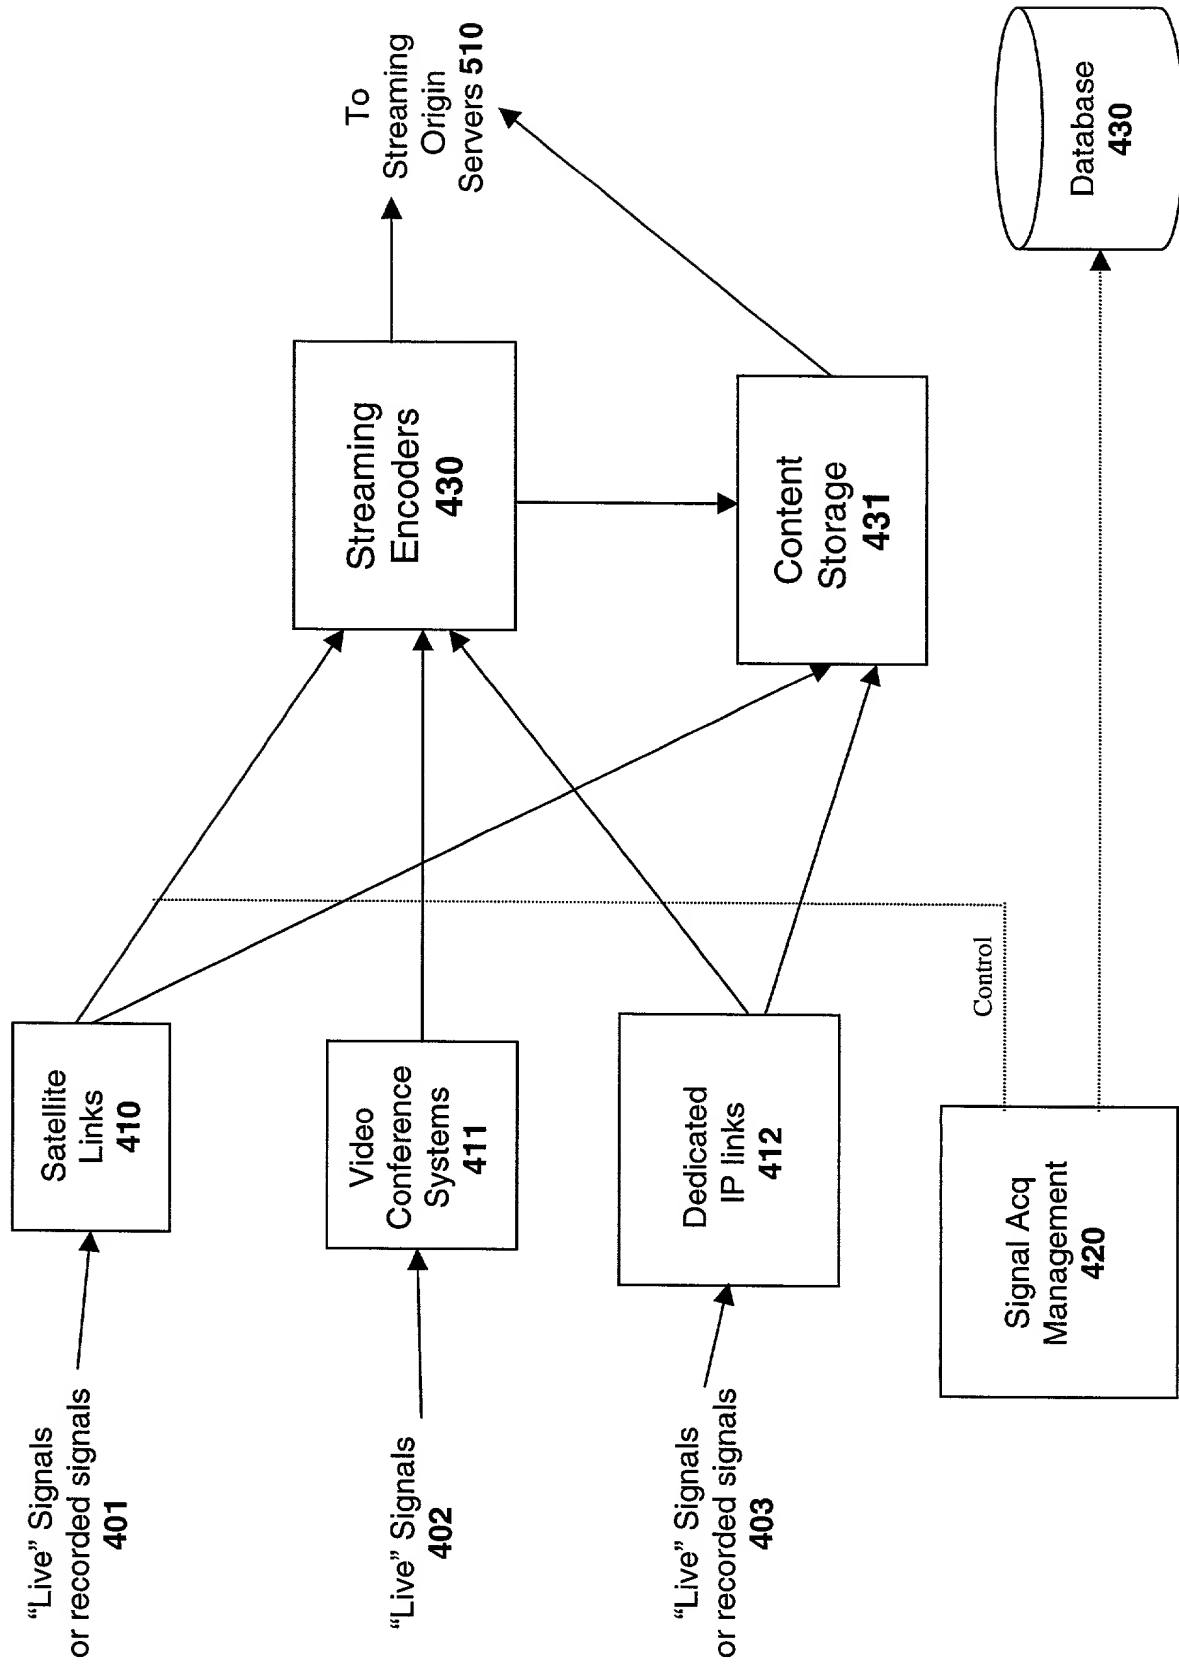 “Live” Signals
or recorded signals
401
Satellite
Links
410
“Live” Signals
402
Video
Conference
Systems
411
“Live” Signals
or recorded signals
403
Dedicated
IP links
412
Signal Acq
Management
420
Control
Streaming
Encoders
430
Content
Storage
431
To
Streaming
Origin
Servers 510
Database
430